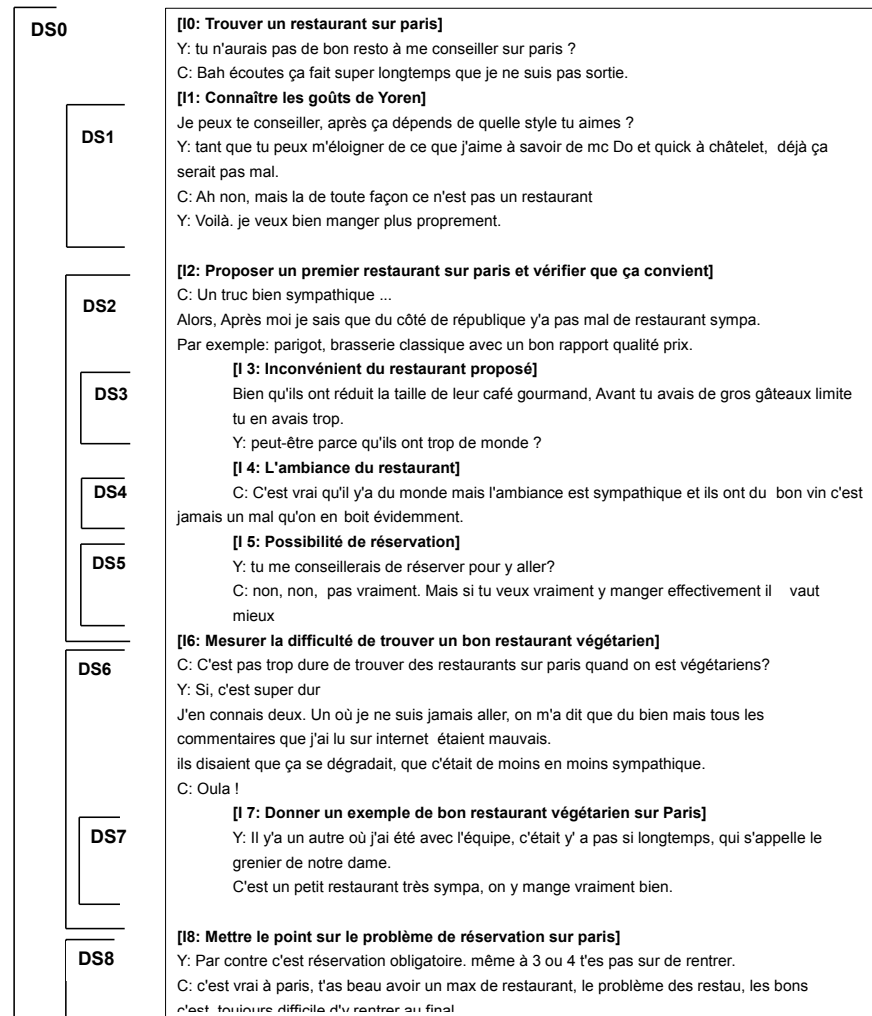 DS0
[I0: Trouver un restaurant sur paris]
Y: tu n'aurais pas de bon resto à me conseiller sur paris ?
C: Bah écoutes ça fait super longtemps que je ne suis pas sortie.
[I1: Connaître les goûts de Yoren]
DS1
Je peux te conseiller, après ça dépends de quelle style tu aimes ?
Y: tant que tu peux m'éloigner de ce que j'aime à savoir de mc Do et quick à châtelet, déjà ça
serait pas mal.
C: Ah non, mais la de toute façon ce n'est pas un restaurant
Y: Voilà. je veux bien manger plus proprement.
[I2: Proposer un premier restaurant sur paris et vérifier que ça convient]
DS2
C: Un truc bien sympathique ...
Alors, Après moi je sais que du côté de république y'a pas mal de restaurant sympa.
Par exemple: parigot, brasserie classique avec un bon rapport qualité prix.
[I 3: Inconvénient du restaurant proposé]
DS3
Bien qu'ils ont réduit la taille de leur café gourmand, Avant tu avais de gros gâteaux limite
tu en avais trop.
Y: peut-être parce qu'ils ont trop de monde ?
[I 4: L'ambiance du restaurant]
DS4
C: C'est vrai qu'il y'a du monde mais l'ambiance est sympathique et ils ont du bon vin c'est
jamais un mal qu'on en boit évidemment.
[I 5: Possibilité de réservation]
DS5
Y: tu me conseillerais de réserver pour y aller?
C: non, non, pas vraiment. Mais si tu veux vraiment y manger effectivement il vaut
mieux
[I6: Mesurer la difficulté de trouver un bon restaurant végétarien]
DS6
C: C'est pas trop dure de trouver des restaurants sur paris quand on est végétariens?
Y: Si, c'est super dur
J'en connais deux. Un où je ne suis jamais aller, on m'a dit que du bien mais tous les
commentaires que j'ai lu sur internet étaient mauvais.
ils disaient que ça se dégradait, que c'était de moins en moins sympathique.
C: Oula !
[I 7: Donner un exemple de bon restaurant végétarien sur Paris]
DS7
Y: Il y'a un autre où j'ai été avec l'équipe, c'était y' a pas si longtemps, qui s'appelle le
grenier de notre dame.
C'est un petit restaurant très sympa, on y mange vraiment bien.
[I8: Mettre le point sur le problème de réservation sur paris]
DS8
Y: Par contre c'est réservation obligatoire. même à 3 ou 4 t'es pas sur de rentrer.
C: c'est vrai à paris, t'as beau avoir un max de restaurant, le problème des restau, les bons
c'est toujours difficile d'y rentrer au final